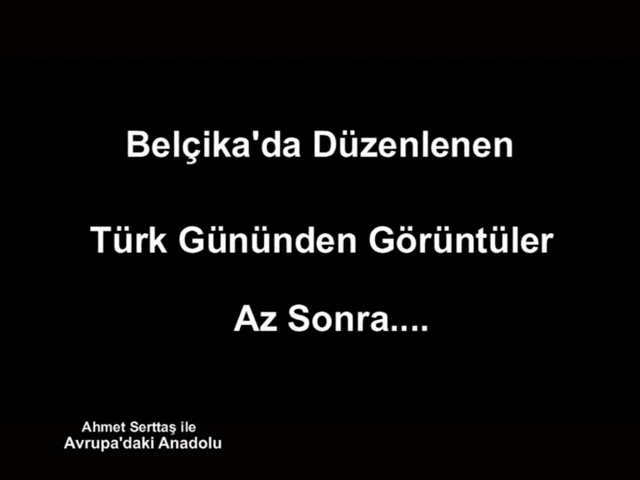 Belçika'da Düzenlenen
Türk Gününden Görüntüler
Az Sonra....
Ahmet Serttaş ile
Avrupa'daki Anadolu